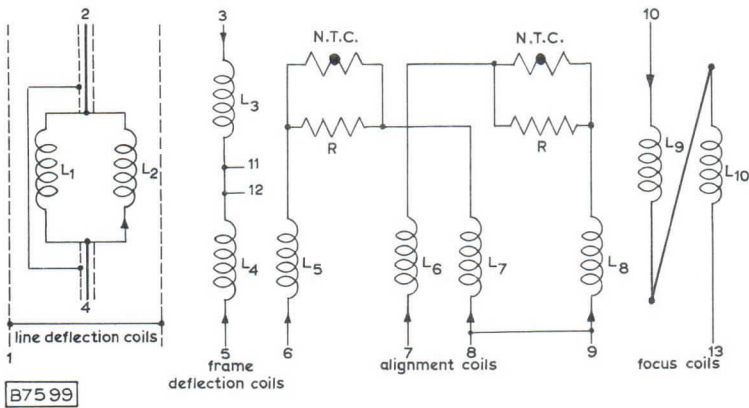 2
3
10
N.T.C.
N.T.C.
L3
R
R
L1
L2
11
12
L9
L10
L4
L5
L6
L7
L8
4
line deflection coils
1
5
6
7
8
9
13
frame
deflection coils
alignment coils
focus coils
B7599